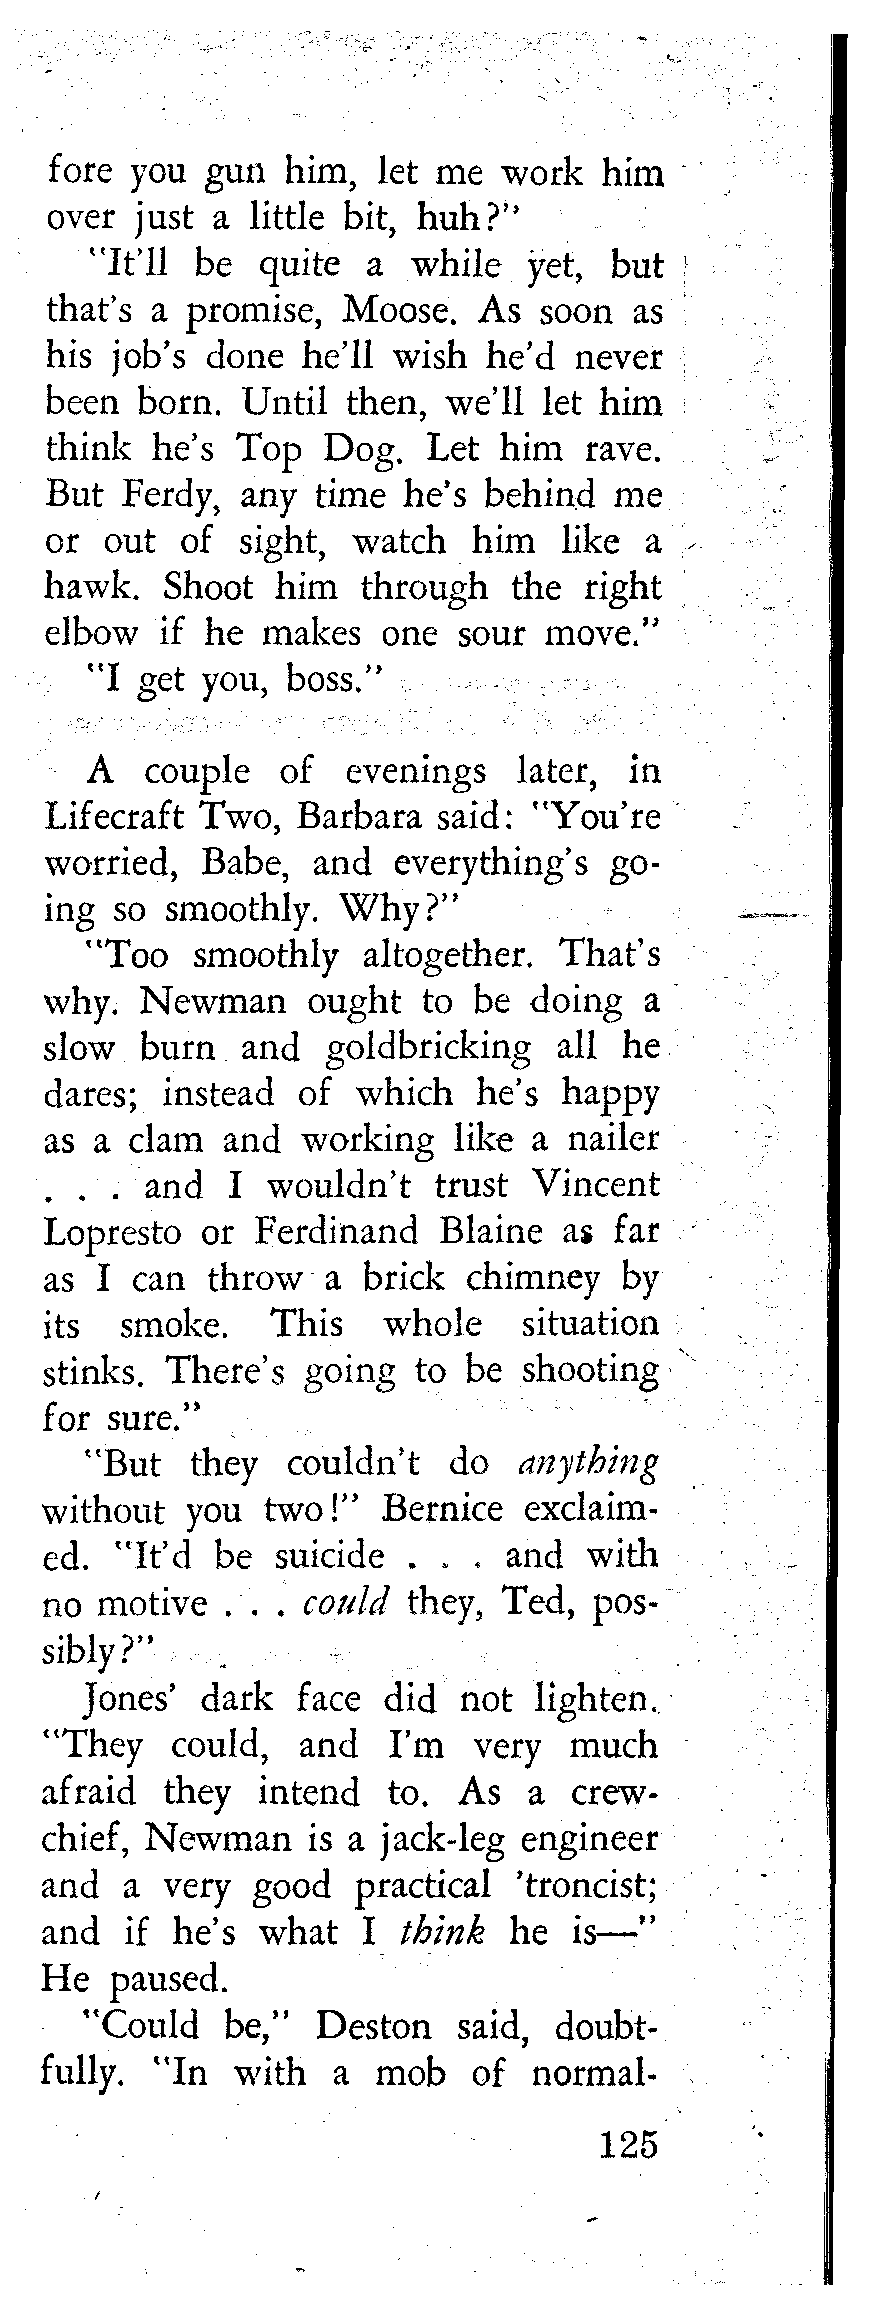 fore you gun him, let me work him
over just a little bit, huh?"
"It'll be quite a while yet, but
that's a promise, Moose. As soon as
his job's done he'll wish he'd never
been born. Until then, we'll let him
think he's Top Dog. Let him rave.
But Ferdy, any time he's behind me
or out of sight, watch him like a
hawk. Shoot him through the right
elbow if he makes one sour move."
"I get you, boss."
A couple of evenings later, in
Lifecraft Two, Barbara said: "You're
worried, Babe, and everything's go-
ing so smoothly. Why?"
"Too smoothly altogether. That's
why. Newman ought to be doing a
slow burn and goldbricking all he
dares; instead of which he's happy
as a clam and working like a nailer
. . . and I wouldn't trust Vincent
Lopresto or Ferdinand Blaine as far
as I can throw a brick chimney by
its smoke. This whole situation
stinks. There's going to be shooting
for sure."
"But they couldn't do anything
without you two!" Bernice exclaim-
ed. "It'd be suicide . . . and with
no motive . . . could they, Ted, pos-
sibly?"
Jones' dark face did not lighten.
"They could, and I'm very much
afraid they intend to. As a crew-
chief, Newman is a jack-leg engineer
and a very good practical 'troncist;
and if he's what I think he is—"
He paused.
"Could be," Deston said, doubt-
fully. "In with a mob of normal-
125